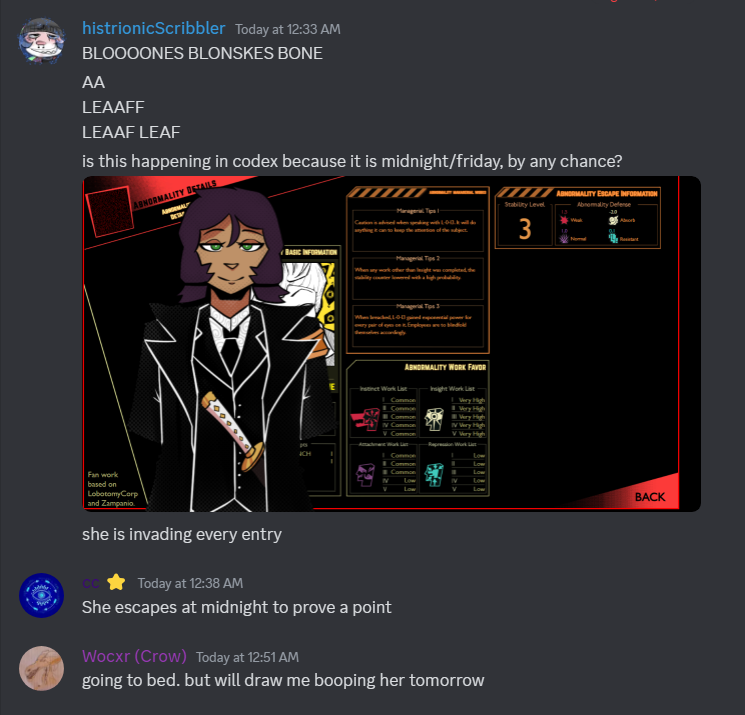 histrionicScribbler Today at 12:33 AM
BLOOOONES BLONSKES BONE
AA
LEAAFF
LEAAF LEAF
is this happening in codex because it is midnight/friday, by any chance?
ABNORMALITY DETAILS
BASIC INFORMATION
Managerial Tips 1
Caution is advised when speaking with L-O-D. It will do
anything it can to keep the attention of the subject.
Managerial Tips 2
When any work other than Insight was completed, the
stability counter lowered with a high probability.
Managerial Tips 3
When breached, L-O-D gained exponential power for
every pair of eyes on it. Employees are to blindfold
themselves accordingly.
ABNORMALITY ESCAPE INFORMATION
Stability Level
3
Abnormality Defense
Weak
Absorb
Normal
Resistant
ABNORMALITY WORK FAVOR
Instinct Work List
I Common
II Common
III Common
IV Common
V Common
Insight Work List
I Very High
II Very High
III Very High
IV Very High
V Very High
Attachment Work List
I Common
II Common
III Common
IV Low
V Low
Repression Work List
I Low
II Low
III Low
IV Low
V Low
Fan work
based on
LobotomyCorp
and Zampanio.
BACK
she is invading every entry
cc Today at 12:38 AM
She escapes at midnight to prove a point
Wocxr (Crow) Today at 12:51 AM
going to bed. but will draw me booping her tomorrow